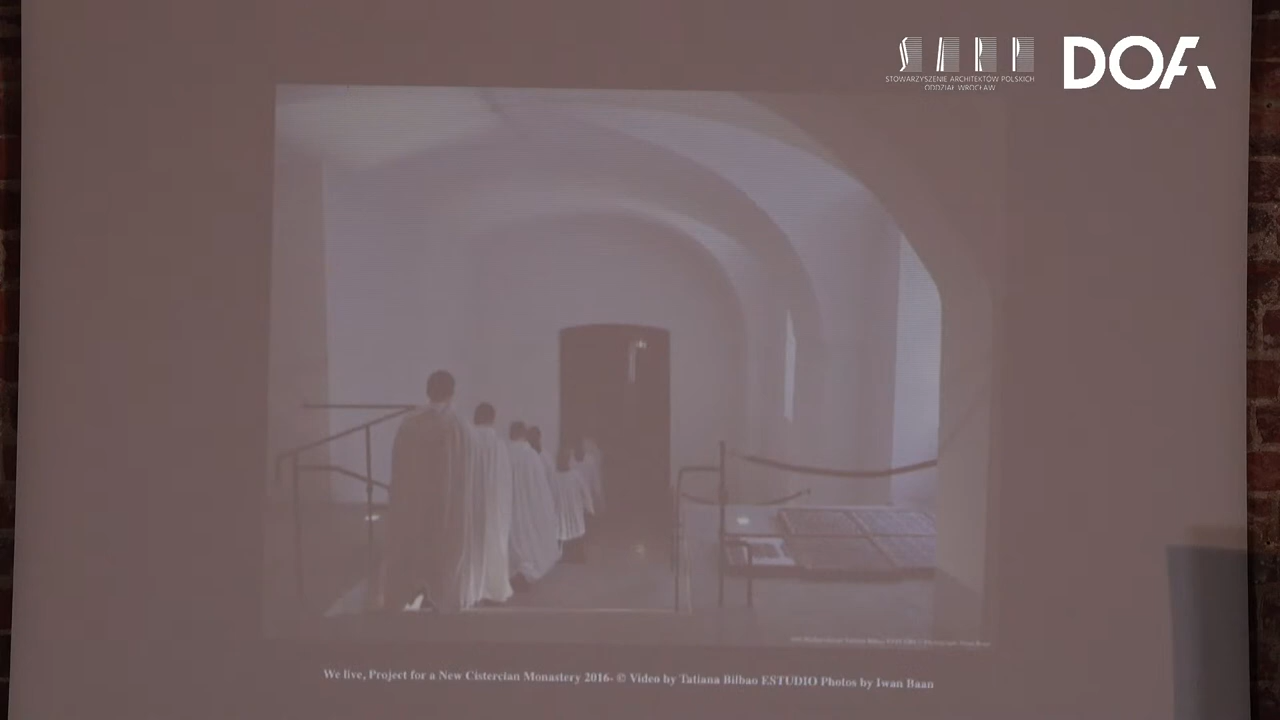 SARP
STOWARZYSZENIE ARCHITEKTÓW POLSKICH
ODDZIAŁ WROCŁAW
DOFA
We live, Project for a New Cistercian Monastery 2016- © Video by Tatiana Bilbao ESTUDIO Photos by Iwan Baan